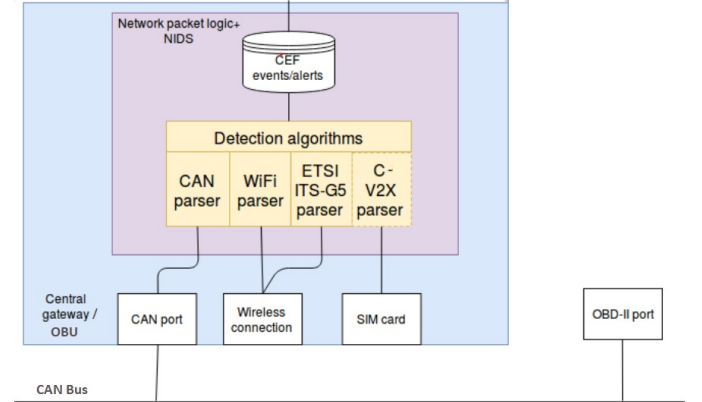 Network packet logic+
NIDS
CEF
events/alerts
Detection algorithms
CAN
parser
WiFi
parser
ETSI
ITS-G5
parser
C-
V2X
parser
Central
gateway /
OBU
CAN port
Wireless
connection
SIM card
OBD-II port
CAN Bus